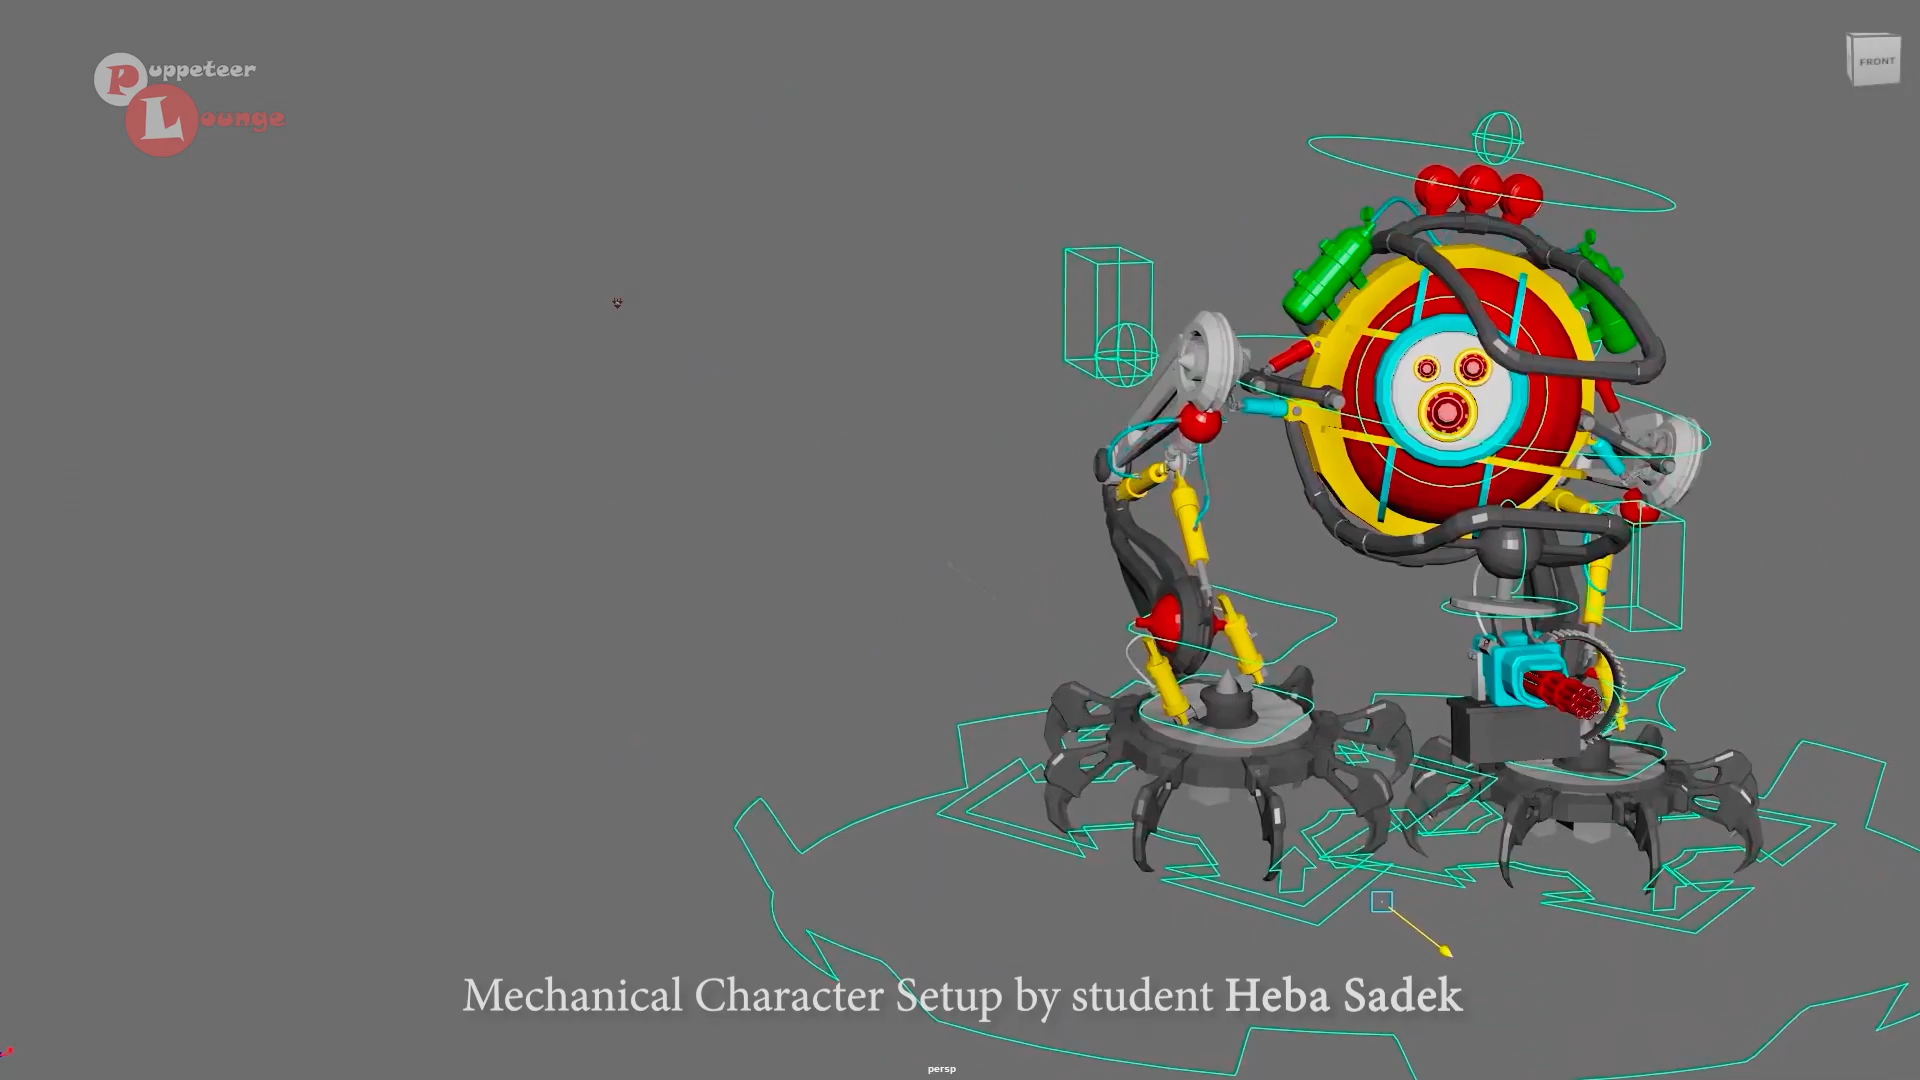 Puppeteer
Lounge
FRONT
Mechanical Character Setup by student Heba Sadek
persp